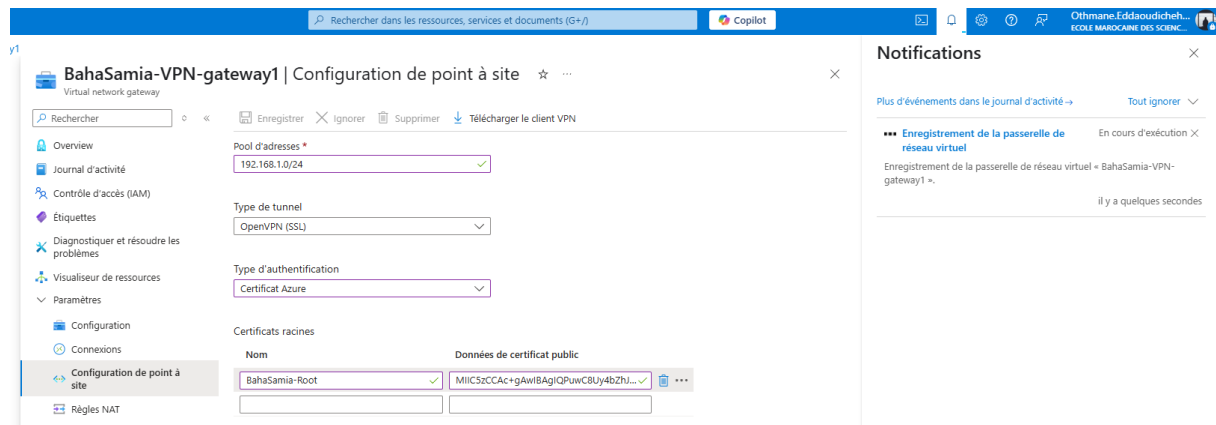 Rechercher dans les ressources, services et documents (G+/)
Copilot
Othmane.Eddaoudicheh...
ECOLE MAROCAINE DES SCIENC...
y1
BahaSamia-VPN-gateway1 | Configuration de point à site
Virtual network gateway
Rechercher
Overview
Journal d'activité
Contrôle d'accès (IAM)
Étiquettes
Diagnostiquer et résoudre les
problèmes
Visualiseur de ressources
Paramètres
Configuration
Connexions
Configuration de point à
site
Règles NAT
Enregistrer
Ignorer
Supprimer
Télécharger le client VPN
Pool d'adresses *
192.168.1.0/24
Type de tunnel
OpenVPN (SSL)
Type d'authentification
Certificat Azure
Certificats racines
Nom
Données de certificat public
BahaSamia-Root
MIIC5zCCAc+gAwIBAgIQPuwC8Uy4bZhJ...
Notifications
Plus d'événements dans le journal d'activité →
Tout ignorer
Enregistrement de la passerelle de
réseau virtuel
En cours d'exécution
Enregistrement de la passerelle de réseau virtuel « BahaSamia-VPN-
gateway1 ».
il y a quelques secondes